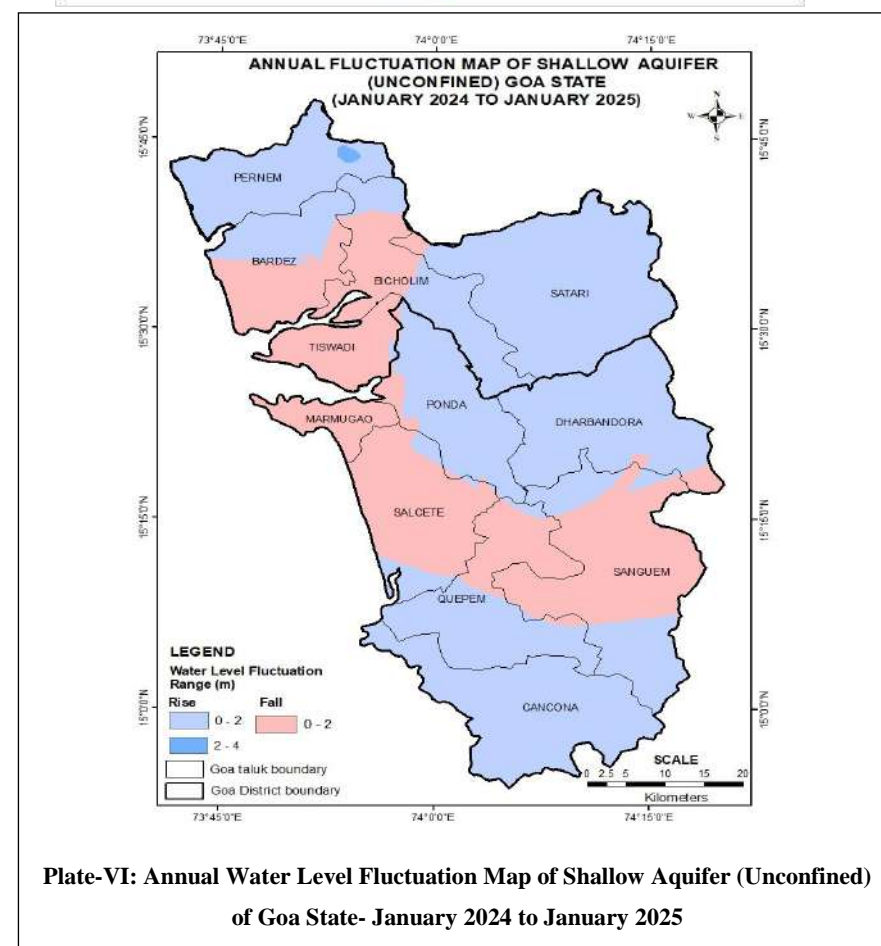 73°45'0"E 74°0'0"E 74°15'0"E
ANNUAL FLUCTUATION MAP OF SHALLOW AQUIFER
(UNCONFINED) GOA STATE
(JANUARY 2024 TO JANUARY 2025)
N
W E
S
15°45'0"N 15°45'0"N
PERNEM
BARDEZ
BICHOLIM
SATARI
15°30'0"N 15°30'0"N
TISWADI
PONDA
MARMUGAO
DHARBANDORA
15°15'0"N 15°15'0"N
SALCETE
SANGUEM
QUEPEM
LEGEND
Water Level Fluctuation
Range (m)
Rise Fall
0 - 2 0 - 2
2 - 4
Goa taluk boundary
Goa District boundary
15°0'0"N 15°0'0"N
CANCONA
SCALE
0 2.5 5 10 15 20
Kilometers
73°45'0"E 74°0'0"E 74°15'0"E
Plate-VI: Annual Water Level Fluctuation Map of Shallow Aquifer (Unconfined)
of Goa State- January 2024 to January 2025